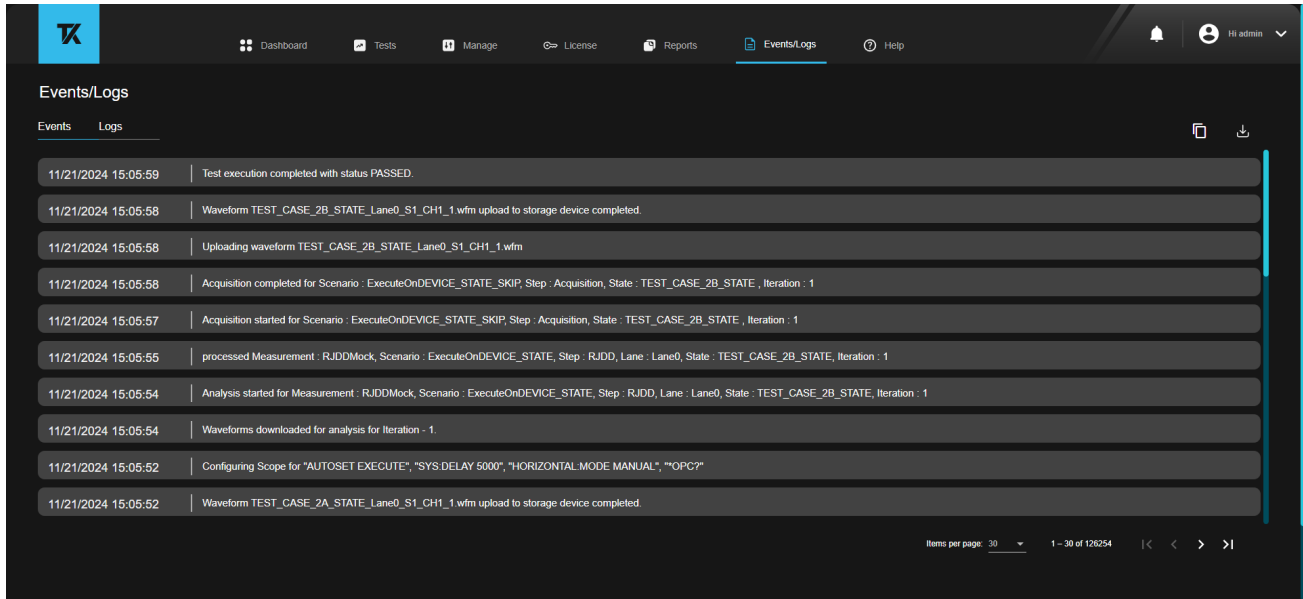 TK
Dashboard Tests Manage License Reports Events/Logs Help Hi admin
Events/Logs
Events Logs
11/21/2024 15:05:59 Test execution completed with status PASSED.
11/21/2024 15:05:58 Waveform TEST_CASE_2B_STATE_Lane0_S1_CH1_1.wfm upload to storage device completed.
11/21/2024 15:05:58 Uploading waveform TEST_CASE_2B_STATE_Lane0_S1_CH1_1.wfm
11/21/2024 15:05:58 Acquisition completed for Scenario : ExecuteOnDEVICE_STATE_SKIP, Step : Acquisition, State : TEST_CASE_2B_STATE , Iteration : 1
11/21/2024 15:05:57 Acquisition started for Scenario : ExecuteOnDEVICE_STATE_SKIP, Step : Acquisition, State : TEST_CASE_2B_STATE , Iteration : 1
11/21/2024 15:05:55 processed Measurement : RJDDMock, Scenario : ExecuteOnDEVICE_STATE, Step : RJDD, Lane : Lane0, State : TEST_CASE_2B_STATE, Iteration : 1
11/21/2024 15:05:54 Analysis started for Measurement : RJDDMock, Scenario : ExecuteOnDEVICE_STATE, Step : RJDD, Lane : Lane0, State : TEST_CASE_2B_STATE, Iteration : 1
11/21/2024 15:05:54 Waveforms downloaded for analysis for Iteration - 1.
11/21/2024 15:05:52 Configuring Scope for "AUTOSET EXECUTE", "SYS:DELAY 5000", "HORIZONTAL:MODE MANUAL", "*OPC?"
11/21/2024 15:05:52 Waveform TEST_CASE_2A_STATE_Lane0_S1_CH1_1.wfm upload to storage device completed.
Items per page: 30 1 – 30 of 126254